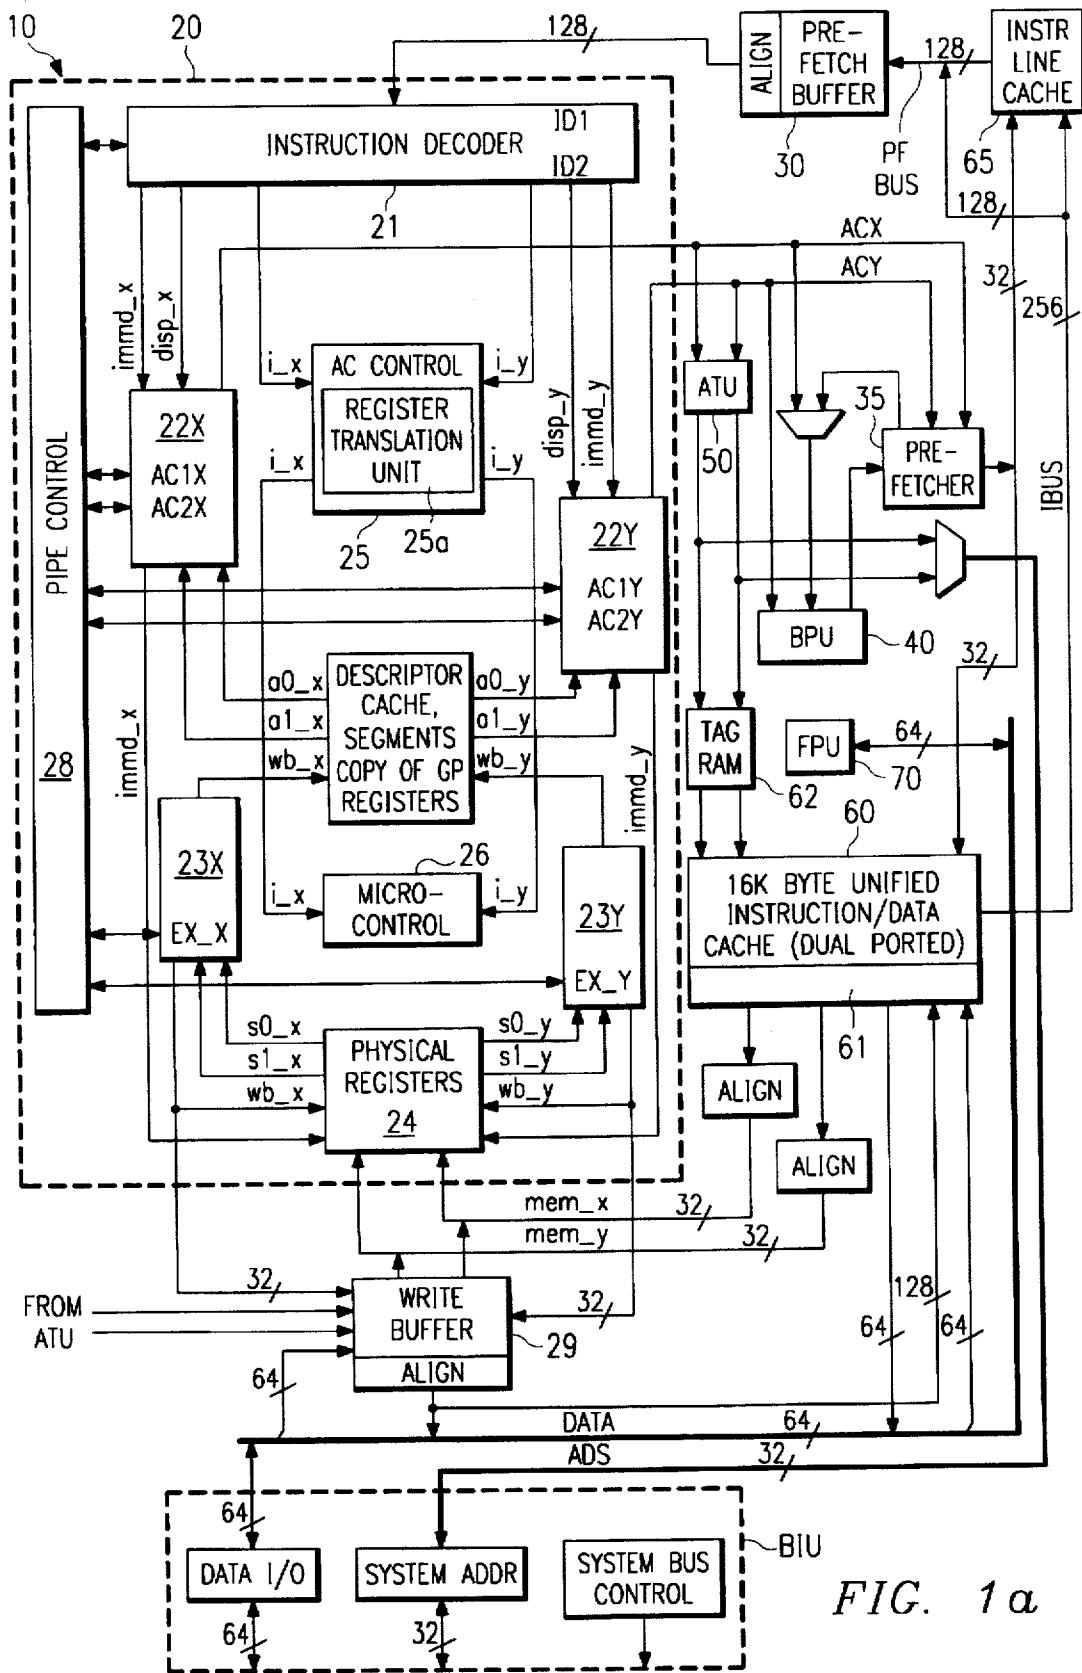 10
20
128
ALIGN
PRE-
FETCH
BUFFER
30
128
PF
BUS
INSTR
LINE
CACHE
65
128
INSTRUCTION DECODER
ID1
ID2
21
ACX
ACY
32
256
IBUS
immd_x
disp_x
i_x
AC CONTROL
i_y
REGISTER
TRANSLATION
UNIT
i_x
i_y
25
25a
disp_y
immd_y
ATU
50
35
PRE-
FETCHER
22X
AC1X
AC2X
PIPE CONTROL
28
22Y
AC1Y
AC2Y
BPU
40
32
immd_x
a0_x
a1_x
wb_x
DESCRIPTOR
CACHE,
SEGMENTS
COPY OF GP
REGISTERS
a0_y
a1_y
wb_y
immd_y
TAG
RAM
62
FPU
70
64
60
23X
EX_X
26
i_x
MICRO-
CONTROL
i_y
23Y
EX_Y
16K BYTE UNIFIED
INSTRUCTION/DATA
CACHE (DUAL PORTED)
61
s0_x
s1_x
wb_x
PHYSICAL
REGISTERS
24
s0_y
s1_y
wb_y
ALIGN
ALIGN
mem_x
32
mem_y
32
32
FROM
ATU
WRITE
BUFFER
ALIGN
32
29
64
128
64
64
DATA
64
ADS
32
64
DATA I/O
64
SYSTEM ADDR
32
SYSTEM BUS
CONTROL
BIU
FIG. 1a